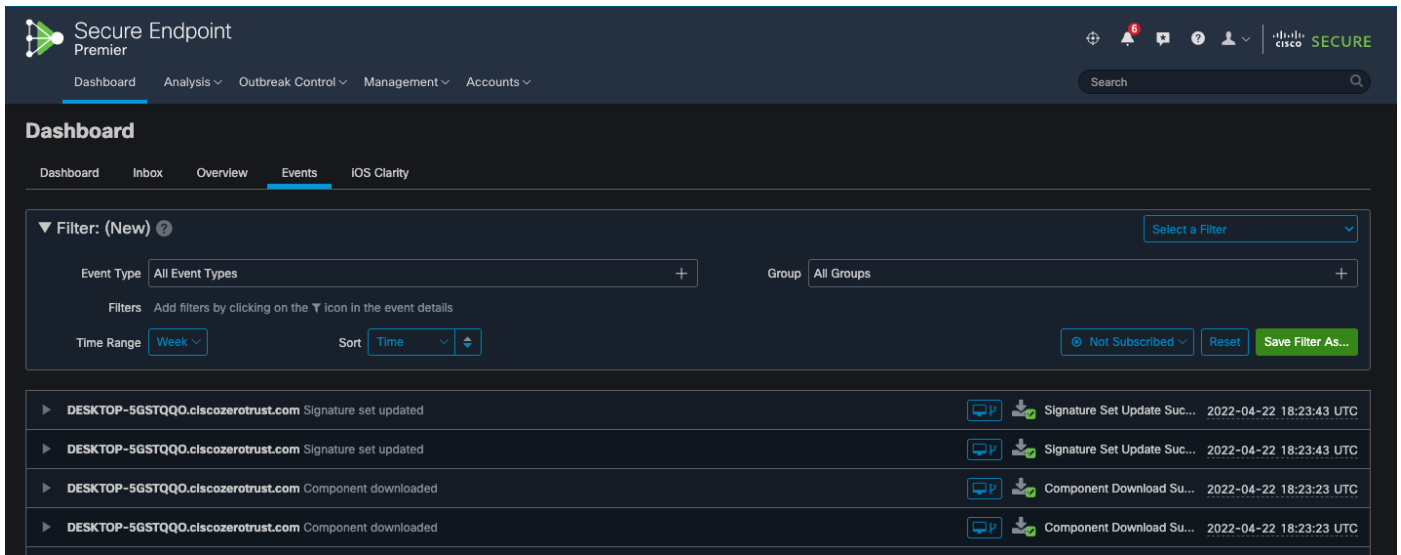 Secure Endpoint
Premier
6
?
cisco SECURE
Dashboard Analysis Outbreak Control Management Accounts
Search
Dashboard
Dashboard Inbox Overview Events iOS Clarity
Filter: (New) ?
Select a Filter
Event Type All Event Types +
Group All Groups +
Filters Add filters by clicking on the icon in the event details
Time Range Week Sort Time Not Subscribed Reset Save Filter As...
DESKTOP-5GSTQQO.ciscozerotrust.com Signature set updated Signature Set Update Suc... 2022-04-22 18:23:43 UTC
DESKTOP-5GSTQQO.ciscozerotrust.com Signature set updated Signature Set Update Suc... 2022-04-22 18:23:43 UTC
DESKTOP-5GSTQQO.ciscozerotrust.com Component downloaded Component Download Su... 2022-04-22 18:23:23 UTC
DESKTOP-5GSTQQO.ciscozerotrust.com Component downloaded Component Download Su... 2022-04-22 18:23:23 UTC